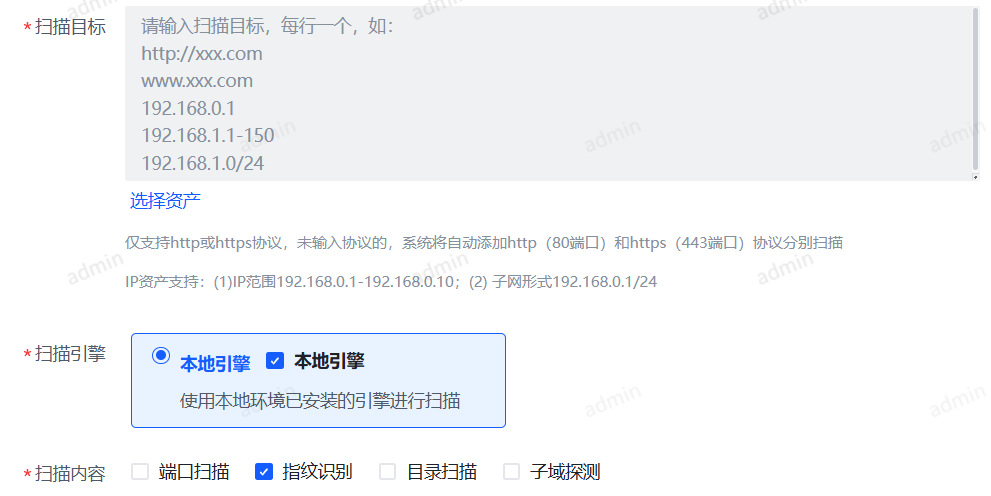 * 扫描目标
请输入扫描目标，每行一个，如：
http://xxx.com
www.xxx.com
192.168.0.1
192.168.1.1-150
192.168.1.0/24
选择资产
仅支持http或https协议，未输入协议的，系统将自动添加http（80端口）和https（443端口）协议分别扫描
IP资产支持：(1)IP范围192.168.0.1-192.168.0.10；(2) 子网形式192.168.0.1/24
* 扫描引擎
本地引擎 本地引擎
使用本地环境已安装的引擎进行扫描
* 扫描内容 端口扫描 指纹识别 目录扫描 子域探测
admin
admin
admin
admin
admin
admin
admin
admin
admin
admin
admin
admin